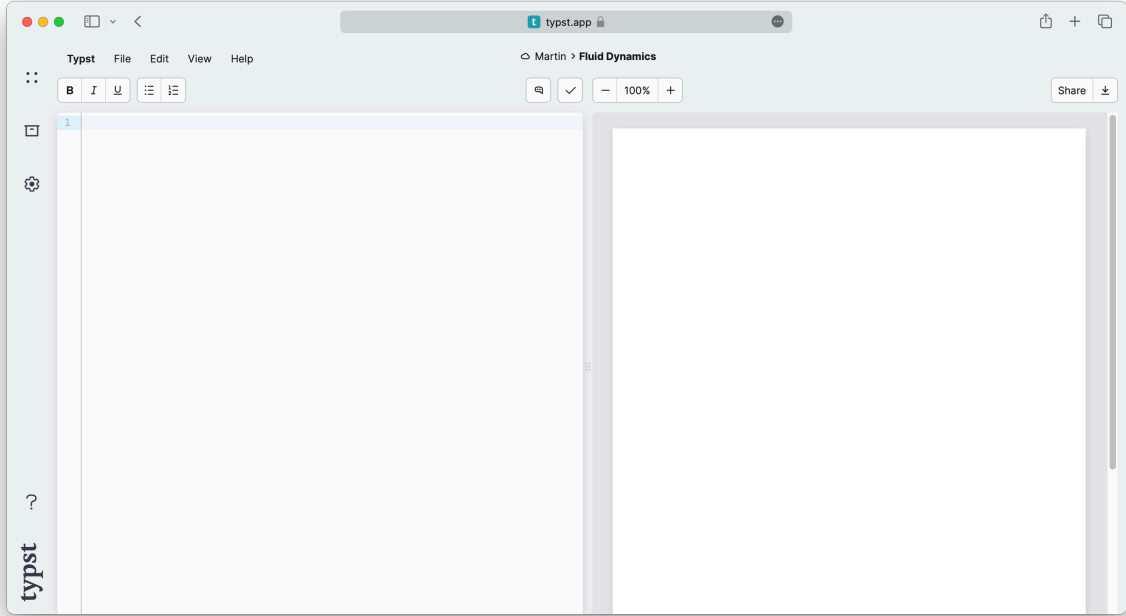 t typst.app
Typst File Edit View Help
Martin > Fluid Dynamics
B I U
100%
Share
1
?
typst